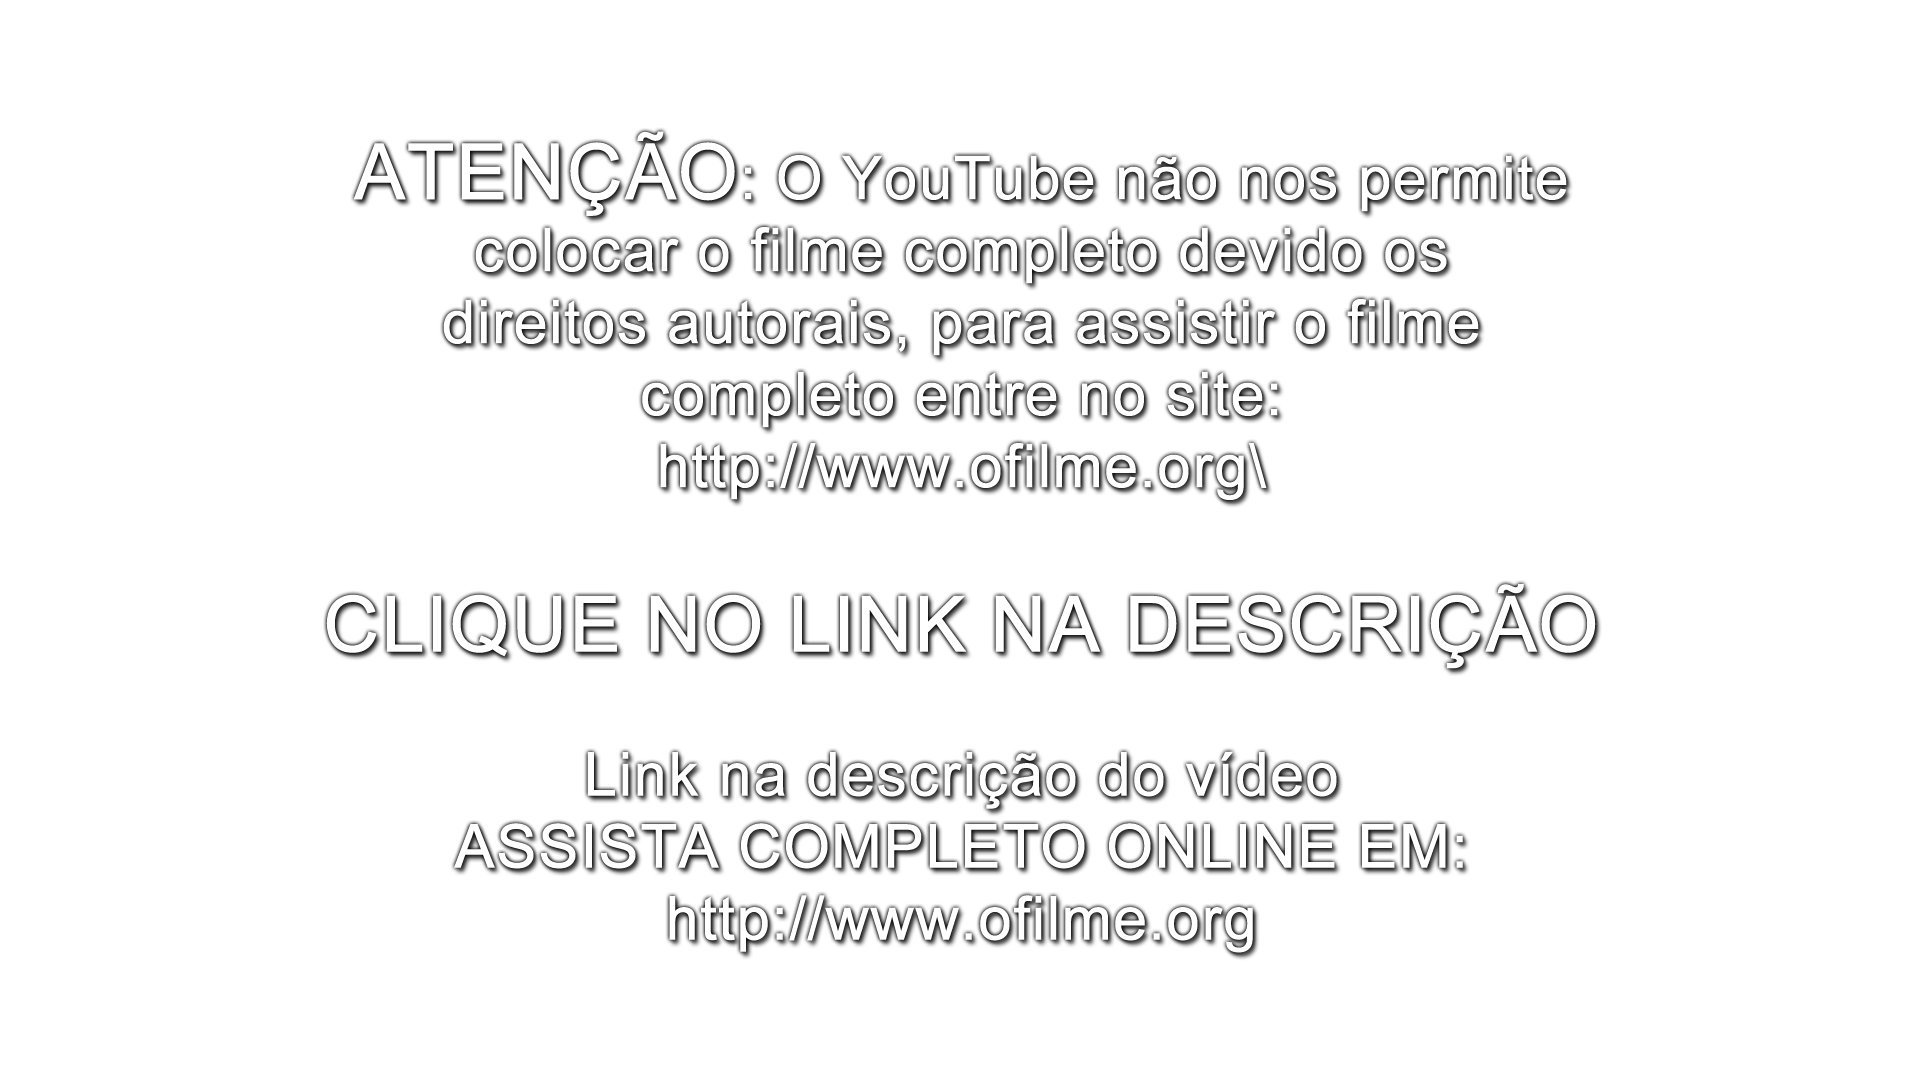 ATENÇÃO: O YouTube não nos permite
colocar o filme completo devido os
direitos autorais, para assistir o filme
completo entre no site:
http://www.ofilme.org\
CLIQUE NO LINK NA DESCRIÇÃO
Link na descrição do vídeo
ASSISTA COMPLETO ONLINE EM:
http://www.ofilme.org